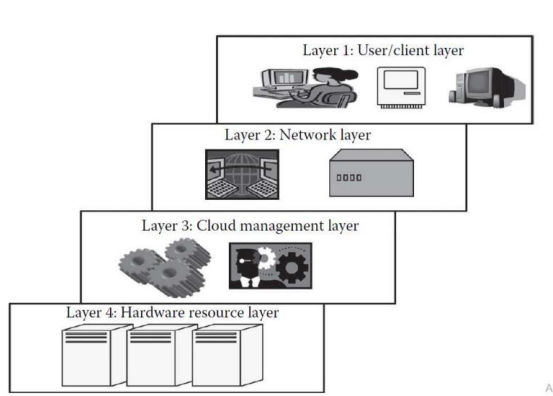 Layer 1: User/client layer
Layer 2: Network layer
Layer 3: Cloud management layer
Layer 4: Hardware resource layer
A